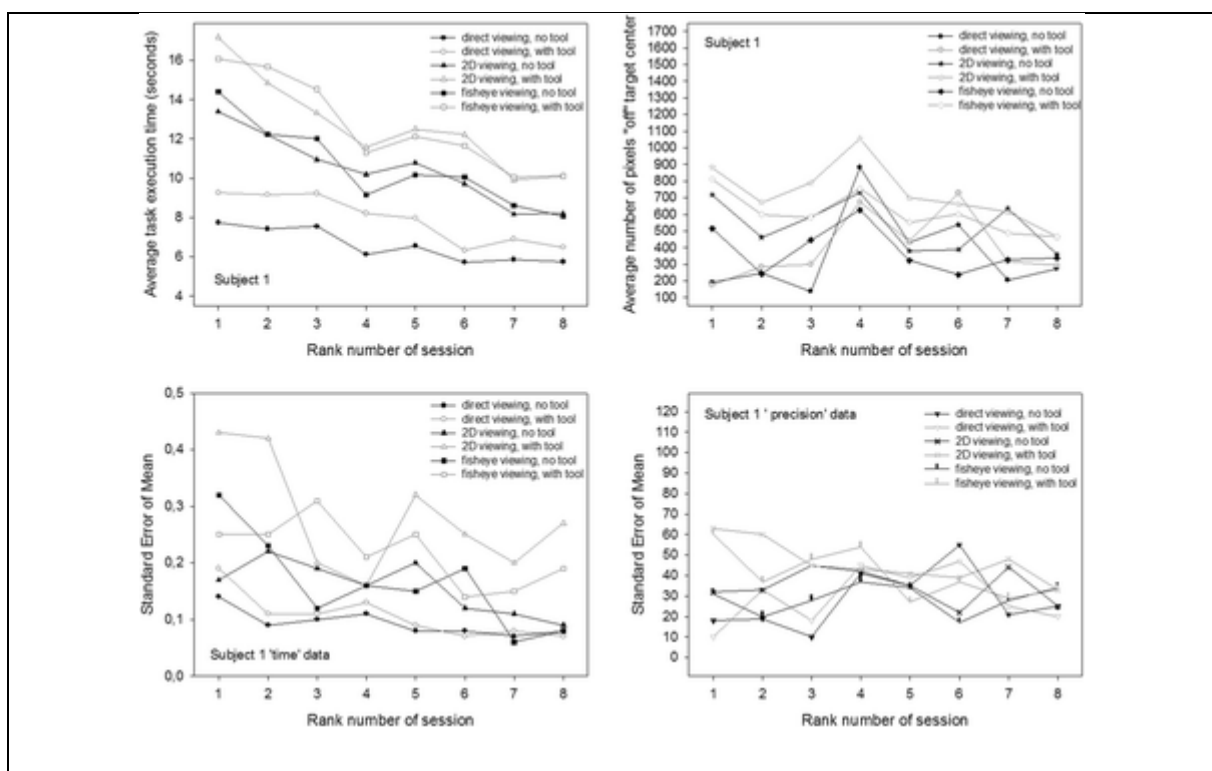 Average task execution time (seconds)
16
14
12
10
8
6
4
direct viewing, no tool
direct viewing, with tool
2D viewing, no tool
2D viewing, with tool
fisheye viewing, no tool
fisheye viewing, with tool
Subject 1
1 2 3 4 5 6 7 8
Rank number of session
Average number of pixels "off" target center
1700
1600
1500
1400
1300
1200
1100
1000
900
800
700
600
500
400
300
200
100
Subject 1
direct viewing, no tool
direct viewing, with tool
2D viewing, no tool
2D viewing, with tool
fisheye viewing, no tool
fisheye viewing, with tool
1 2 3 4 5 6 7 8
Rank number of session
Standard Error of Mean
0,5
0,4
0,3
0,2
0,1
0,0
direct viewing, no tool
direct viewing, with tool
2D viewing, no tool
2D viewing, with tool
fisheye viewing, no tool
fisheye viewing, with tool
Subject 1 'time' data
1 2 3 4 5 6 7 8
Rank number of session
Standard Error of Mean
120
110
100
90
80
70
60
50
40
30
20
10
0
Subject 1 ' precision' data
direct viewing, no tool
direct viewing, with tool
2D viewing, no tool
2D viewing, with tool
fisheye viewing, no tool
fisheye viewing, with tool
1 2 3 4 5 6 7 8
Rank number of session